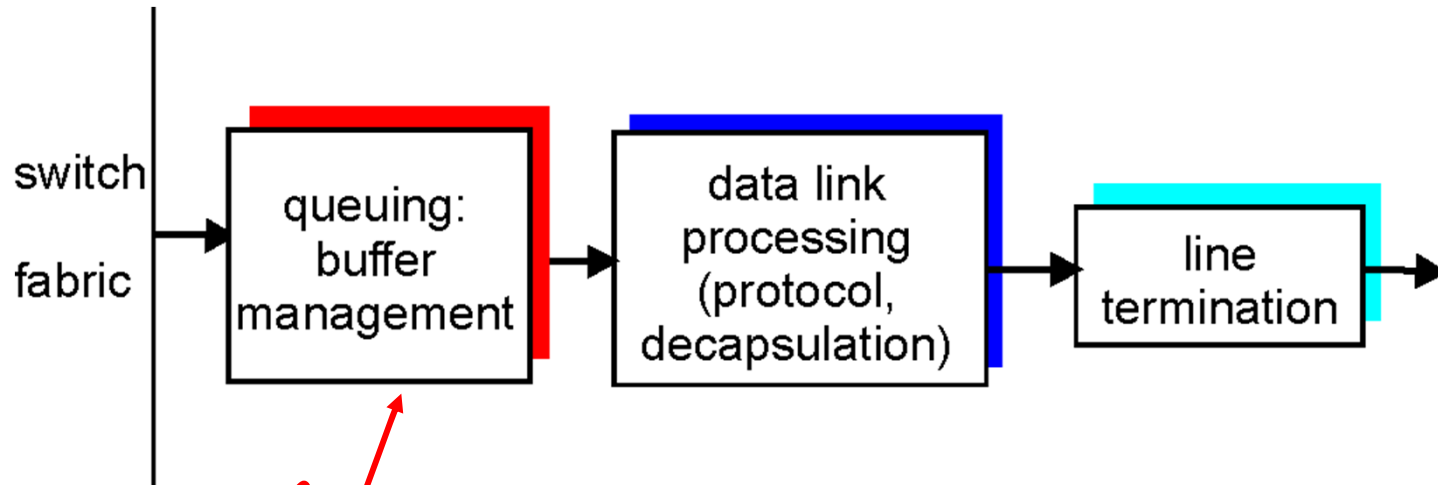 switch
fabric
queuing:
buffer
management
data link
processing
(protocol,
decapsulation)
line
termination